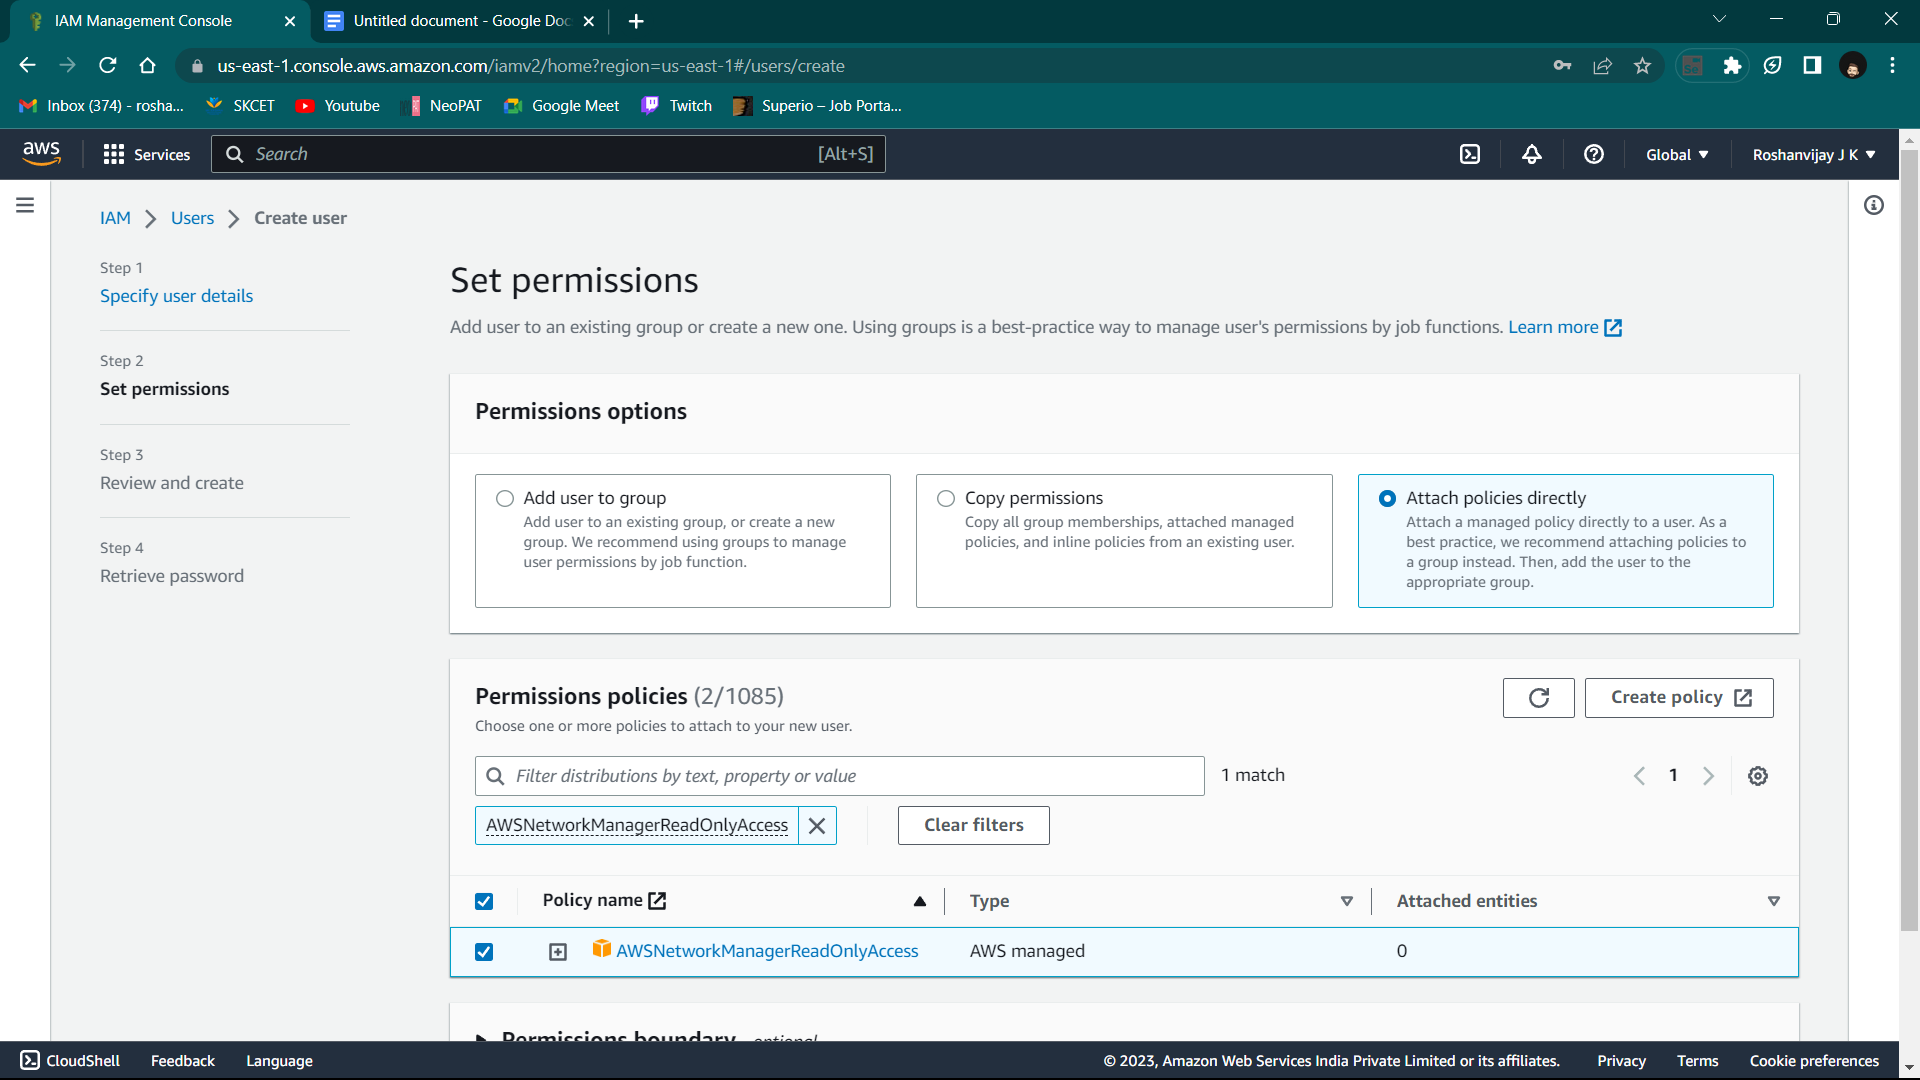 IAM Management Console
Untitled document - Google Doc
us-east-1.console.aws.amazon.com/iamv2/home?region=us-east-1#/users/create
Inbox (374) - rosha...
SKCET
Youtube
NeoPAT
Google Meet
Twitch
Superio – Job Porta...
aws
Services
Search
[Alt+S]
Global
Roshanvijay J K
IAM
Users
Create user
Step 1
Specify user details
Step 2
Set permissions
Step 3
Review and create
Step 4
Retrieve password
Set permissions
Add user to an existing group or create a new one. Using groups is a best-practice way to manage user's permissions by job functions. Learn more
Permissions options
Add user to group
Add user to an existing group, or create a new
group. We recommend using groups to manage
user permissions by job function.
Copy permissions
Copy all group memberships, attached managed
policies, and inline policies from an existing user.
Attach policies directly
Attach a managed policy directly to a user. As a
best practice, we recommend attaching policies to
a group instead. Then, add the user to the
appropriate group.
Permissions policies (2/1085)
Choose one or more policies to attach to your new user.
Create policy
Filter distributions by text, property or value
1 match
1
AWSNetworkManagerReadOnlyAccess
Clear filters
Policy name
Type
Attached entities
AWSNetworkManagerReadOnlyAccess
AWS managed
0
Permissions boundary - optional
CloudShell
Feedback
Language
© 2023, Amazon Web Services India Private Limited or its affiliates.
Privacy
Terms
Cookie preferences